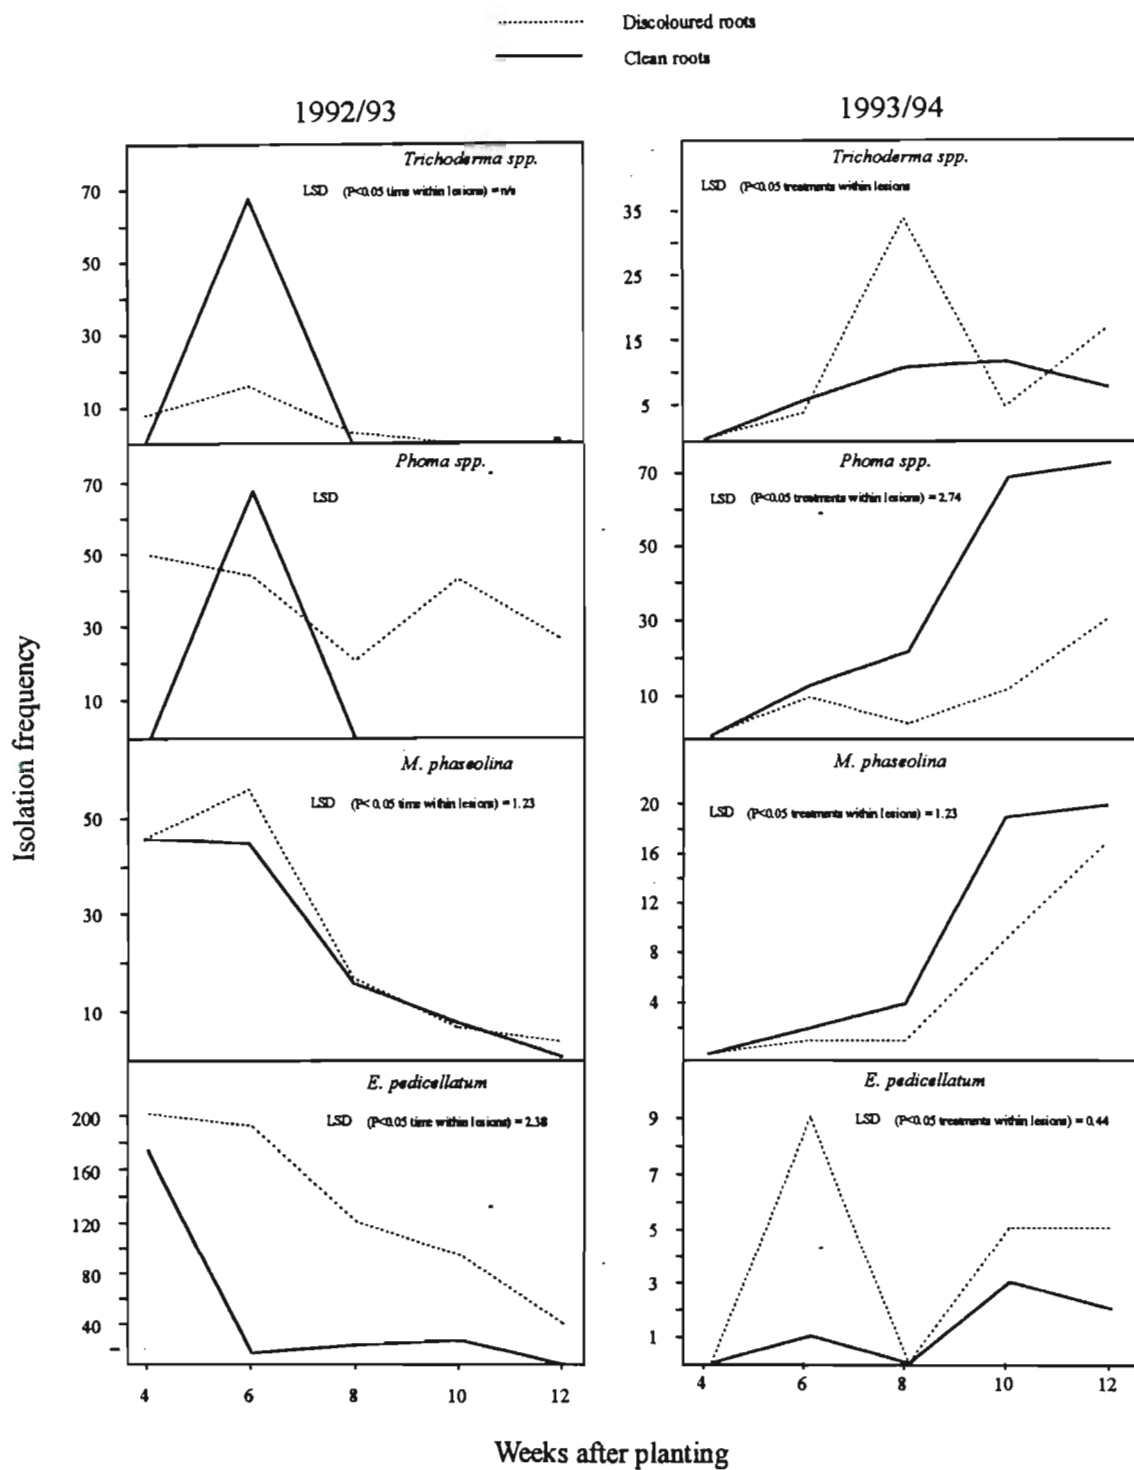 Discoloured roots
Clean roots
1992/93
1993/94
Trichoderma spp.
LSD (P<0.05 time within lesions) = n/s
70
50
30
10
Trichoderma spp.
LSD (P<0.05 treatments within lesions
35
25
15
5
Phoma spp.
LSD
70
50
30
10
Phoma spp.
LSD (P<0.05 treatments within lesions) = 2.74
70
50
30
10
Isolation frequency
M. phaseolina
LSD (P< 0.05 time within lesions) = 1.23
50
30
10
M. phaseolina
LSD (P<0.05 treatments within lesions) = 1.23
20
16
12
8
4
E. pedicellatum
LSD (P<0.05 time within lesions) = 2.38
200
160
120
80
40
E. pedicellatum
LSD (P<0.05 treatments within lesions) = 0.44
9
7
5
3
1
4 6 8 10 12
4 6 8 10 12
Weeks after planting